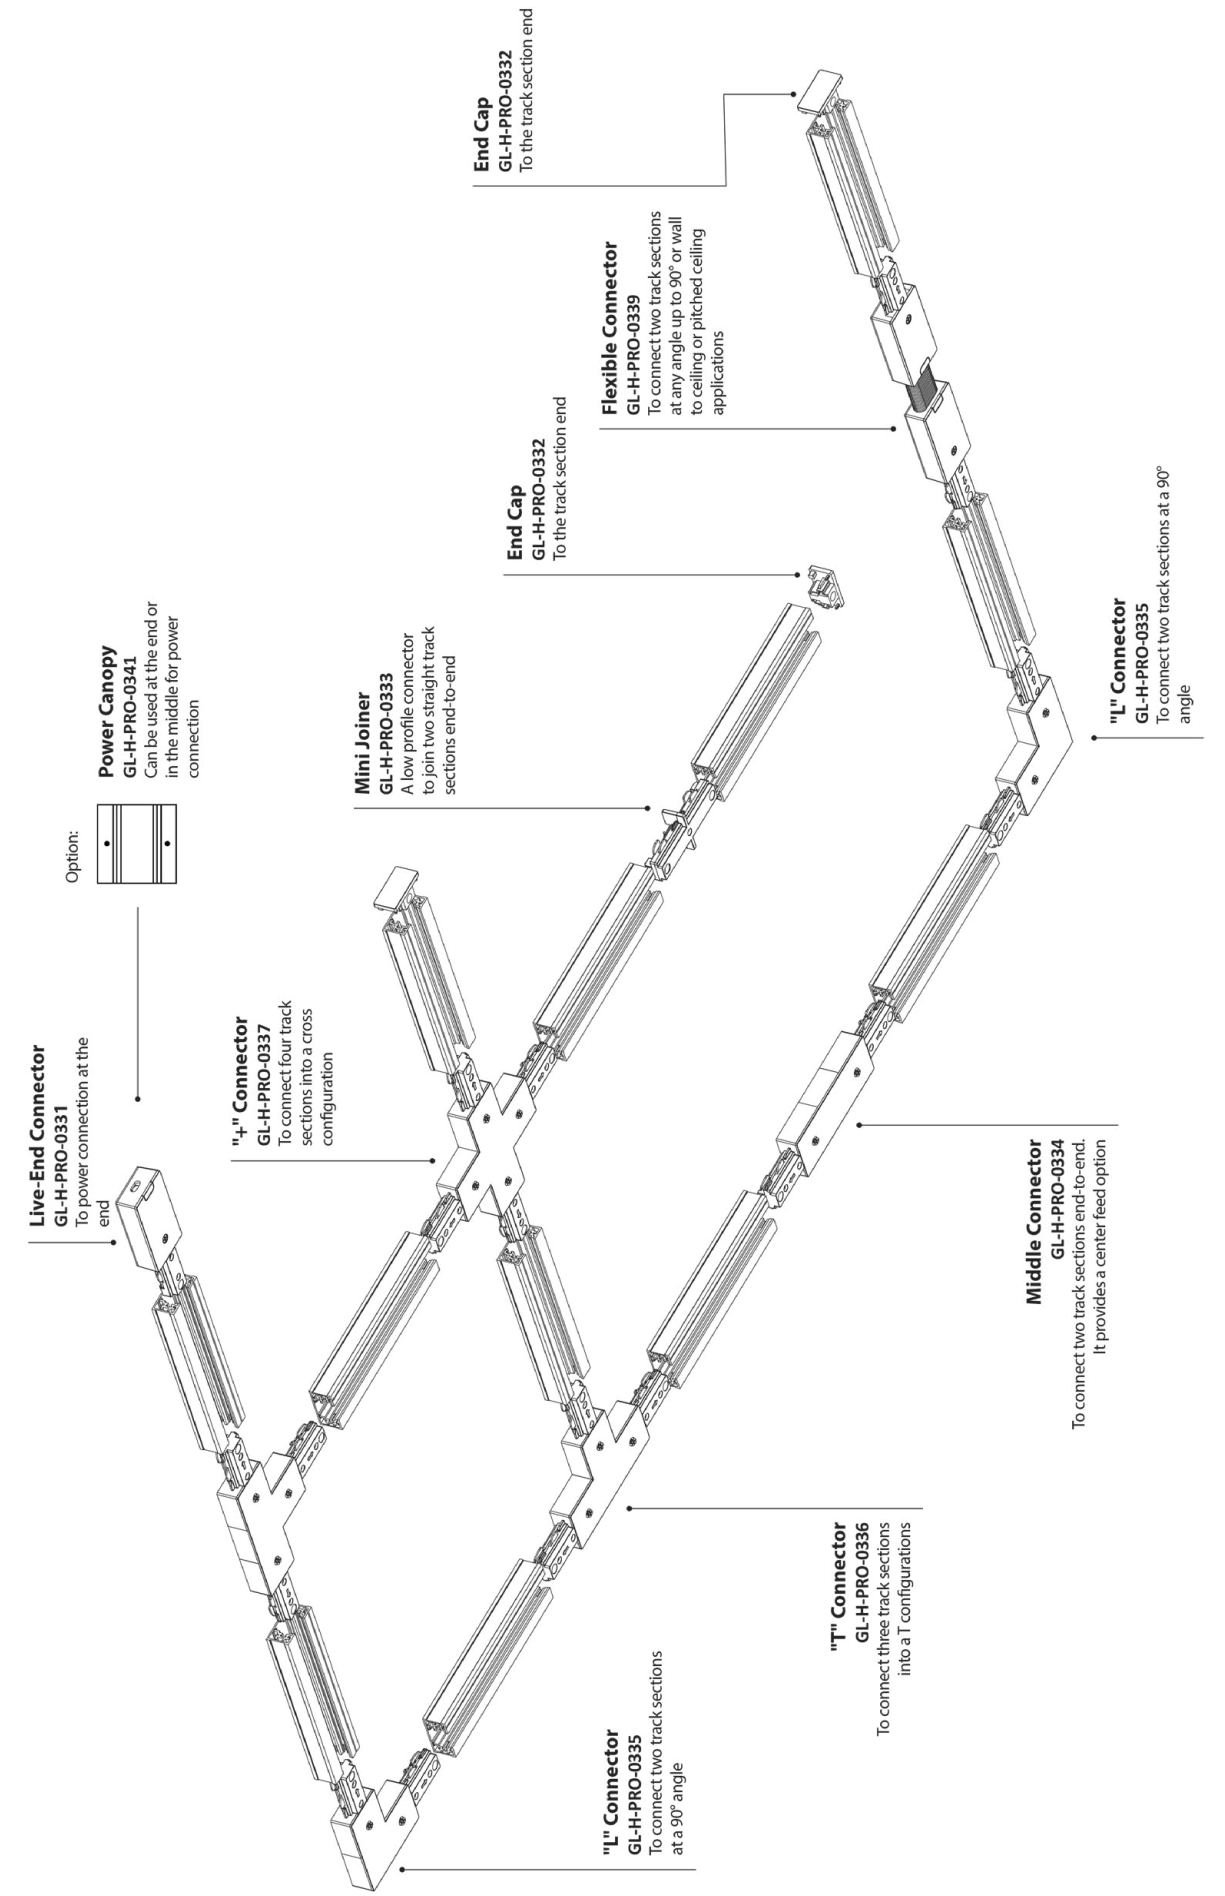 Live-End Connector
GL-H-PRO-0331
To power connection at the
end
Option:
Power Canopy
GL-H-PRO-0341
Can be used at the end or
in the middle for power
connection
"+" Connector
GL-H-PRO-0337
To connect four track
sections into a cross
configuration
Mini Joiner
GL-H-PRO-0333
A low profile connector
to join two straight track
sections end-to-end
End Cap
GL-H-PRO-0332
To the track section end
End Cap
GL-H-PRO-0332
To the track section end
Flexible Connector
GL-H-PRO-0339
To connect two track sections
at any angle up to 90° or wall
to ceiling or pitched ceiling
applications
"L" Connector
GL-H-PRO-0335
To connect two track sections
at a 90° angle
"T" Connector
GL-H-PRO-0336
To connect three track sections
into a T configurations
Middle Connector
GL-H-PRO-0334
To connect two track sections end-to-end.
It provides a center feed option
"L" Connector
GL-H-PRO-0335
To connect two track sections at a 90°
angle